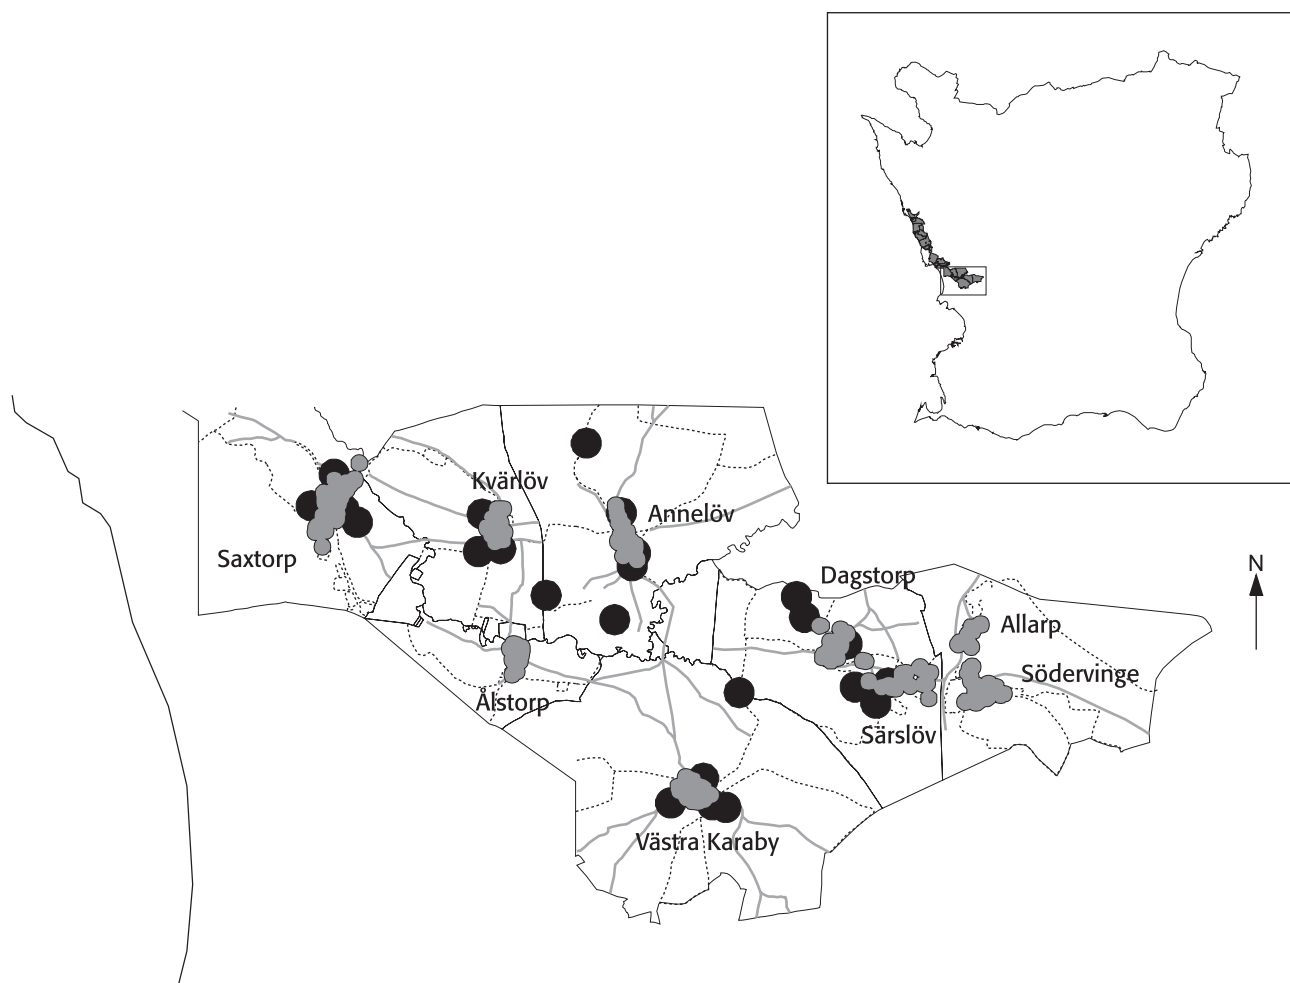 Kvärlöv
Annelöv
Saxtorp
N
Dagstorp
Allarp
Södervinge
Ålstorp
Särslöv
Västra Karaby